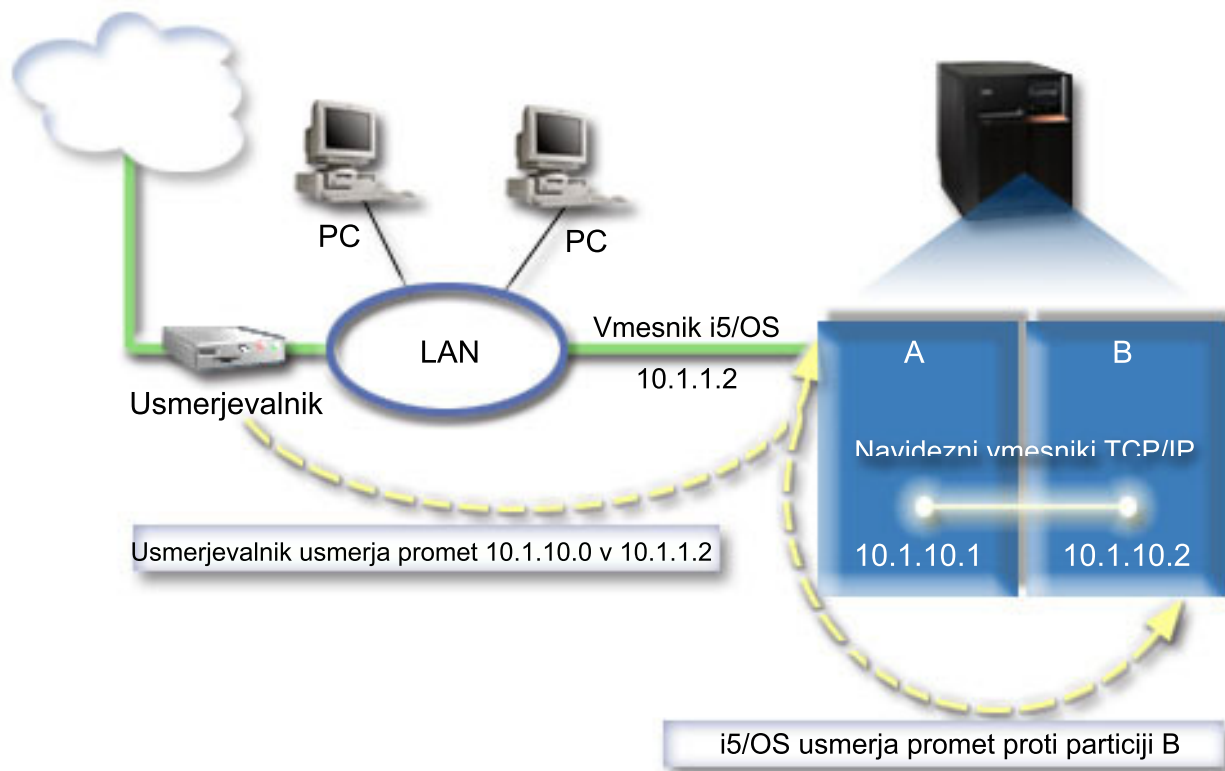 PC
PC
Vmesnik i5/OS
10.1.1.2
LAN
Usmerjevalnik
A
B
Navidezni vmesniki TCP/IP
10.1.10.1
10.1.10.2
Usmerjevalnik usmerja promet 10.1.10.0 v 10.1.1.2
i5/OS usmerja promet proti particiji B